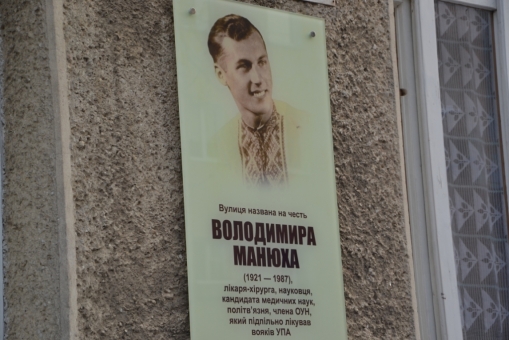 Вулиця названа на честь
ВОЛОДИМИРА
МАНЮХА
(1921 — 1987),
лікаря-хірурга, науковця,
кандидата медичних наук,
політв'язня, члена ОУН,
який підпільно лікував
вояків УПА